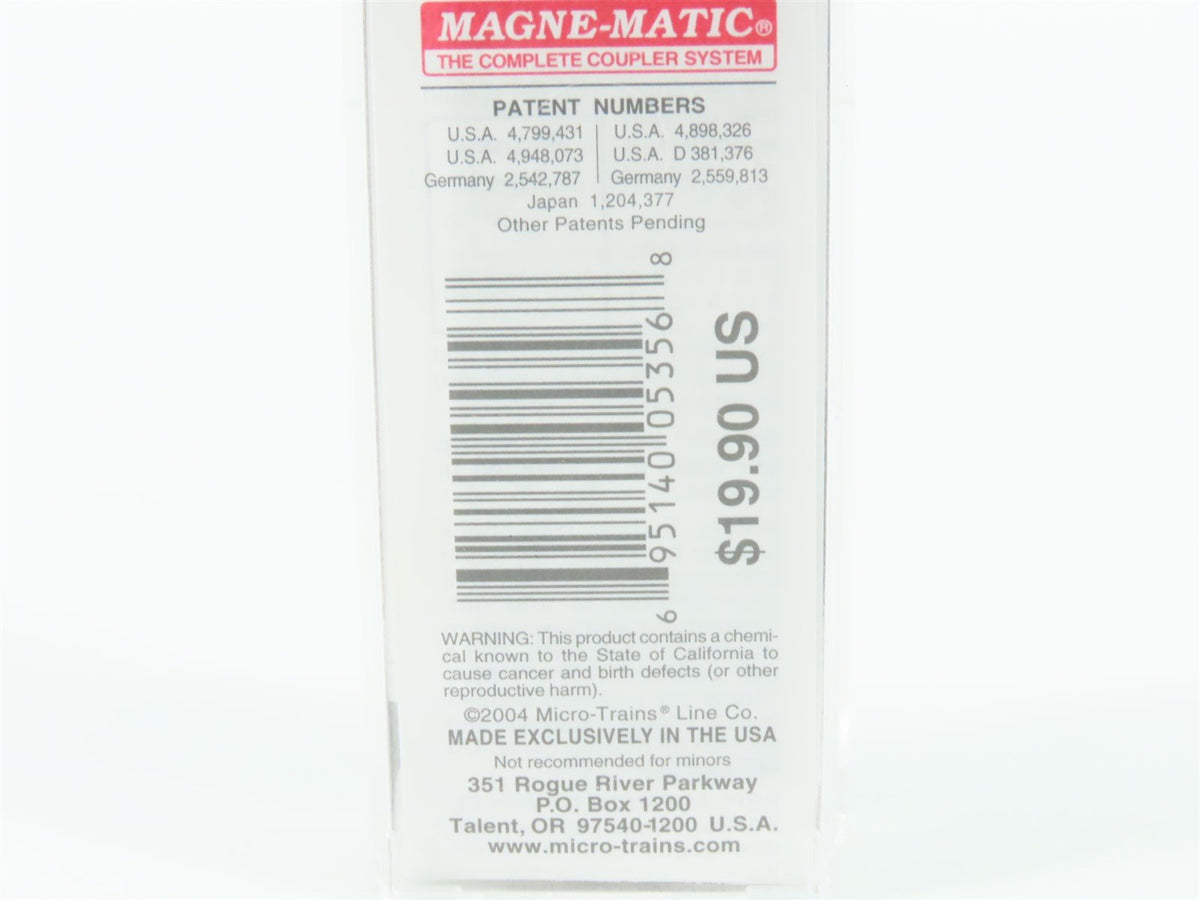 MAGNE-MATIC®
THE COMPLETE COUPLER SYSTEM
PATENT NUMBERS
U.S.A. 4,799,431 U.S.A. 4,898,326
U.S.A. 4,948,073 U.S.A. D 381,376
Germany 2,542,787 Germany 2,559,813
Japan 1,204,377
Other Patents Pending
6 95140 05356 8
$19.90 US
WARNING: This product contains a chemi-
cal known to the State of California to
cause cancer and birth defects (or other
reproductive harm).
©2004 Micro-Trains® Line Co.
MADE EXCLUSIVELY IN THE USA
Not recommended for minors
351 Rogue River Parkway
P.O. Box 1200
Talent, OR 97540-1200 U.S.A.
www.micro-trains.com